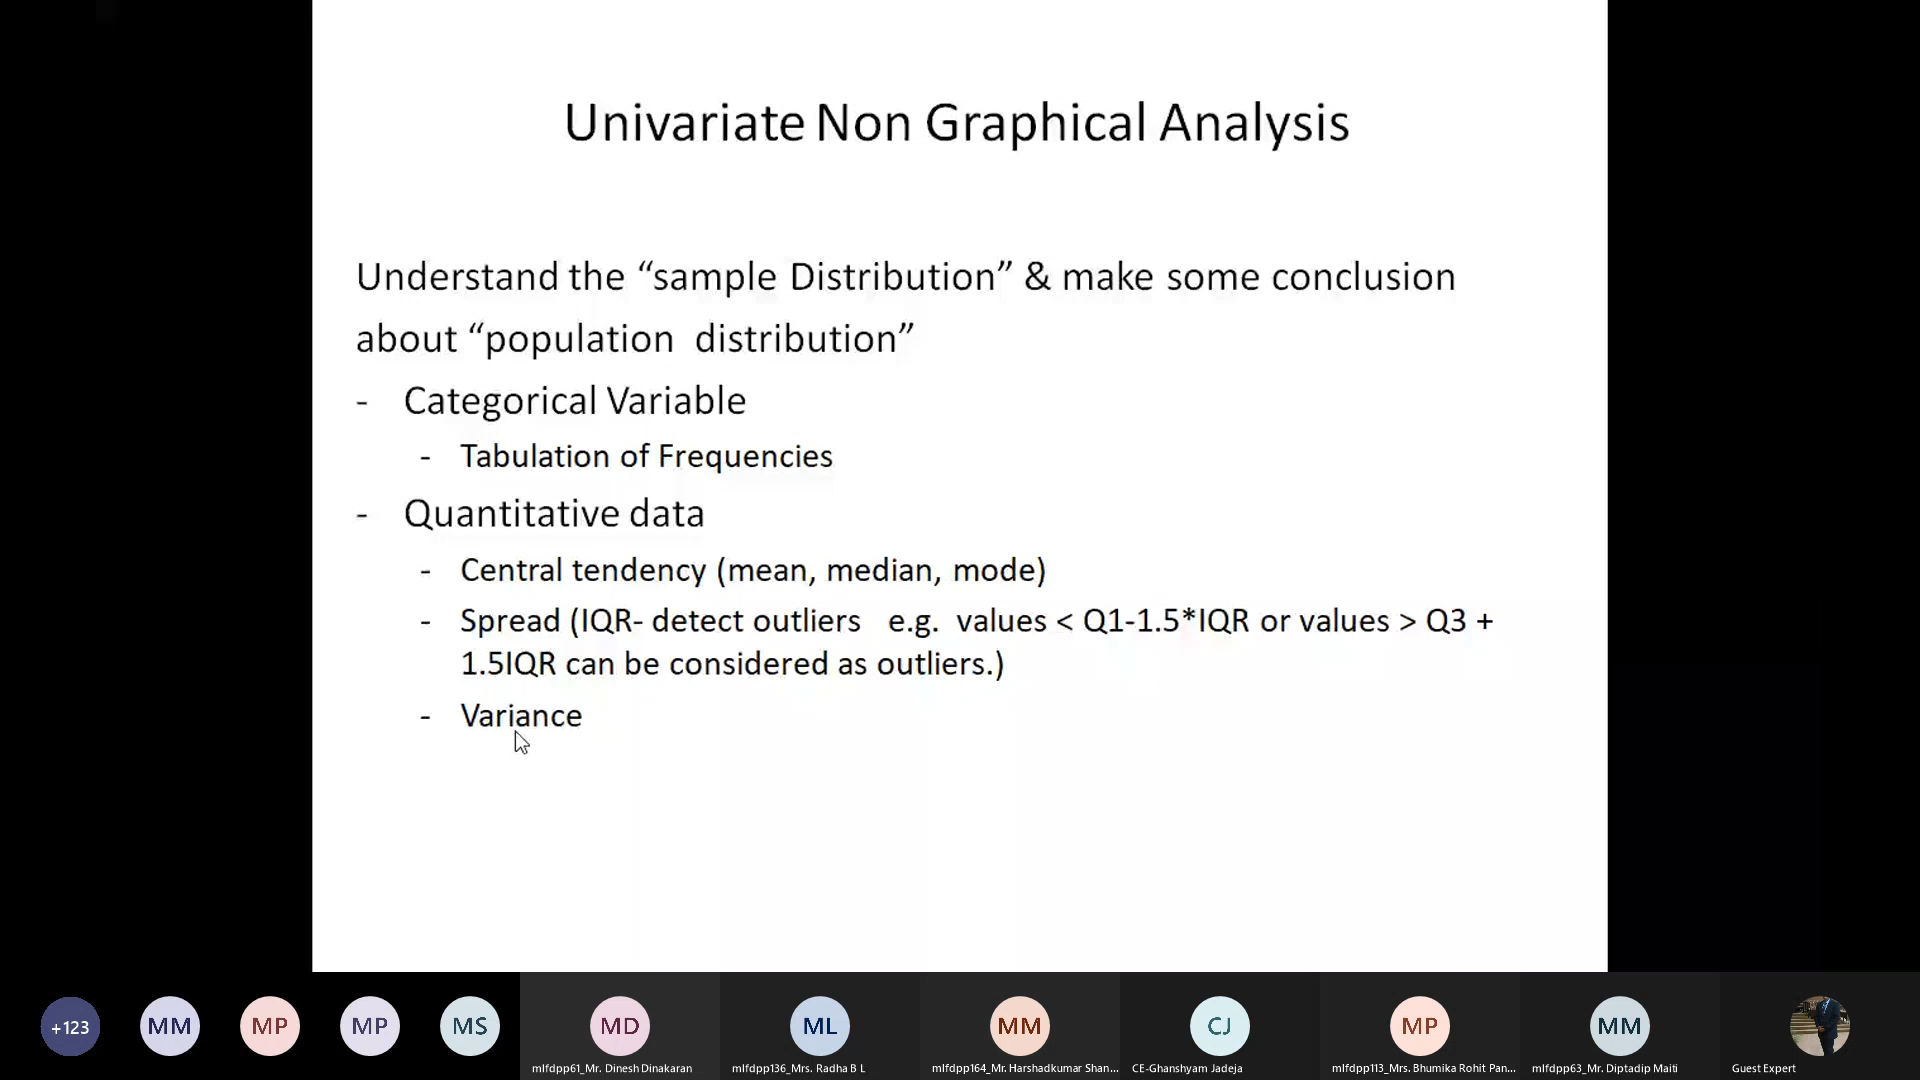 Univariate Non Graphical Analysis
Understand the “sample Distribution” & make some conclusion
about “population distribution”
- Categorical Variable
- Tabulation of Frequencies
- Quantitative data
- Central tendency (mean, median, mode)
- Spread (IQR- detect outliers e.g. values < Q1-1.5*IQR or values > Q3 +
1.5IQR can be considered as outliers.)
- Variance
+123 MM MP MP MS MD ML MM CJ MP MM
mlfdpp61_Mr. Dinesh Dinakaran mlfdpp136_Mrs. Radha B L mlfdpp164_Mr. Harshadkumar Shan... CE-Ghanshyam Jadeja mlfdpp113_Mrs. Bhumika Rohit Pan... mlfdpp63_Mr. Diptadip Maiti Guest Expert